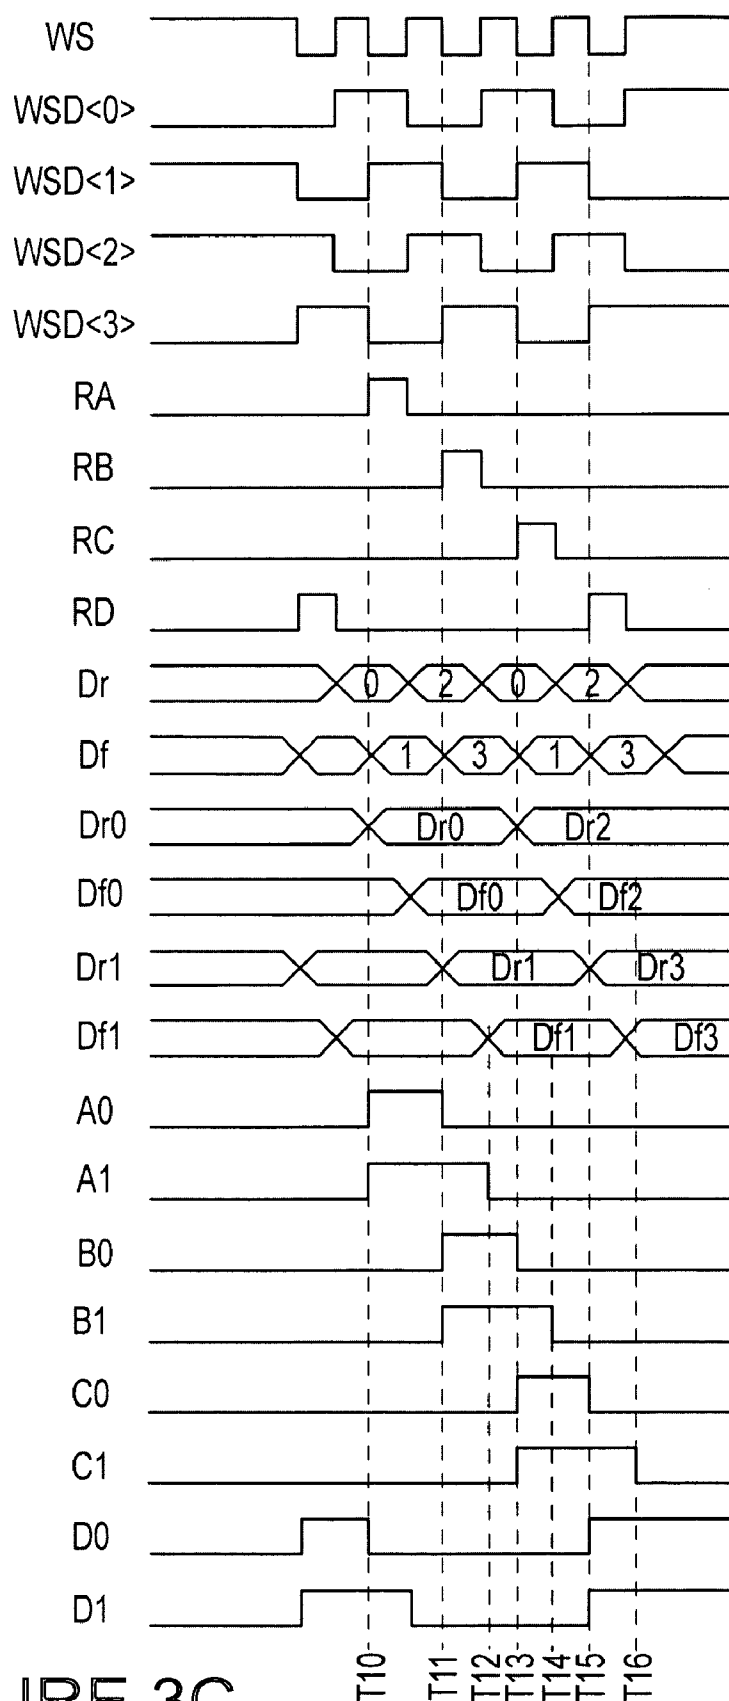 WS
WSD<0>
WSD<1>
WSD<2>
WSD<3>
RA
RB
RC
RD
Dr 0 2 0 2
Df 1 3 1 3
Dr0 Dr0 Dr2
Df0 Df0 Df2
Dr1 Dr1 Dr3
Df1 Df1 Df3
A0
A1
B0
B1
C0
C1
D0
D1
T10 T11 T12 T13 T14 T15 T16